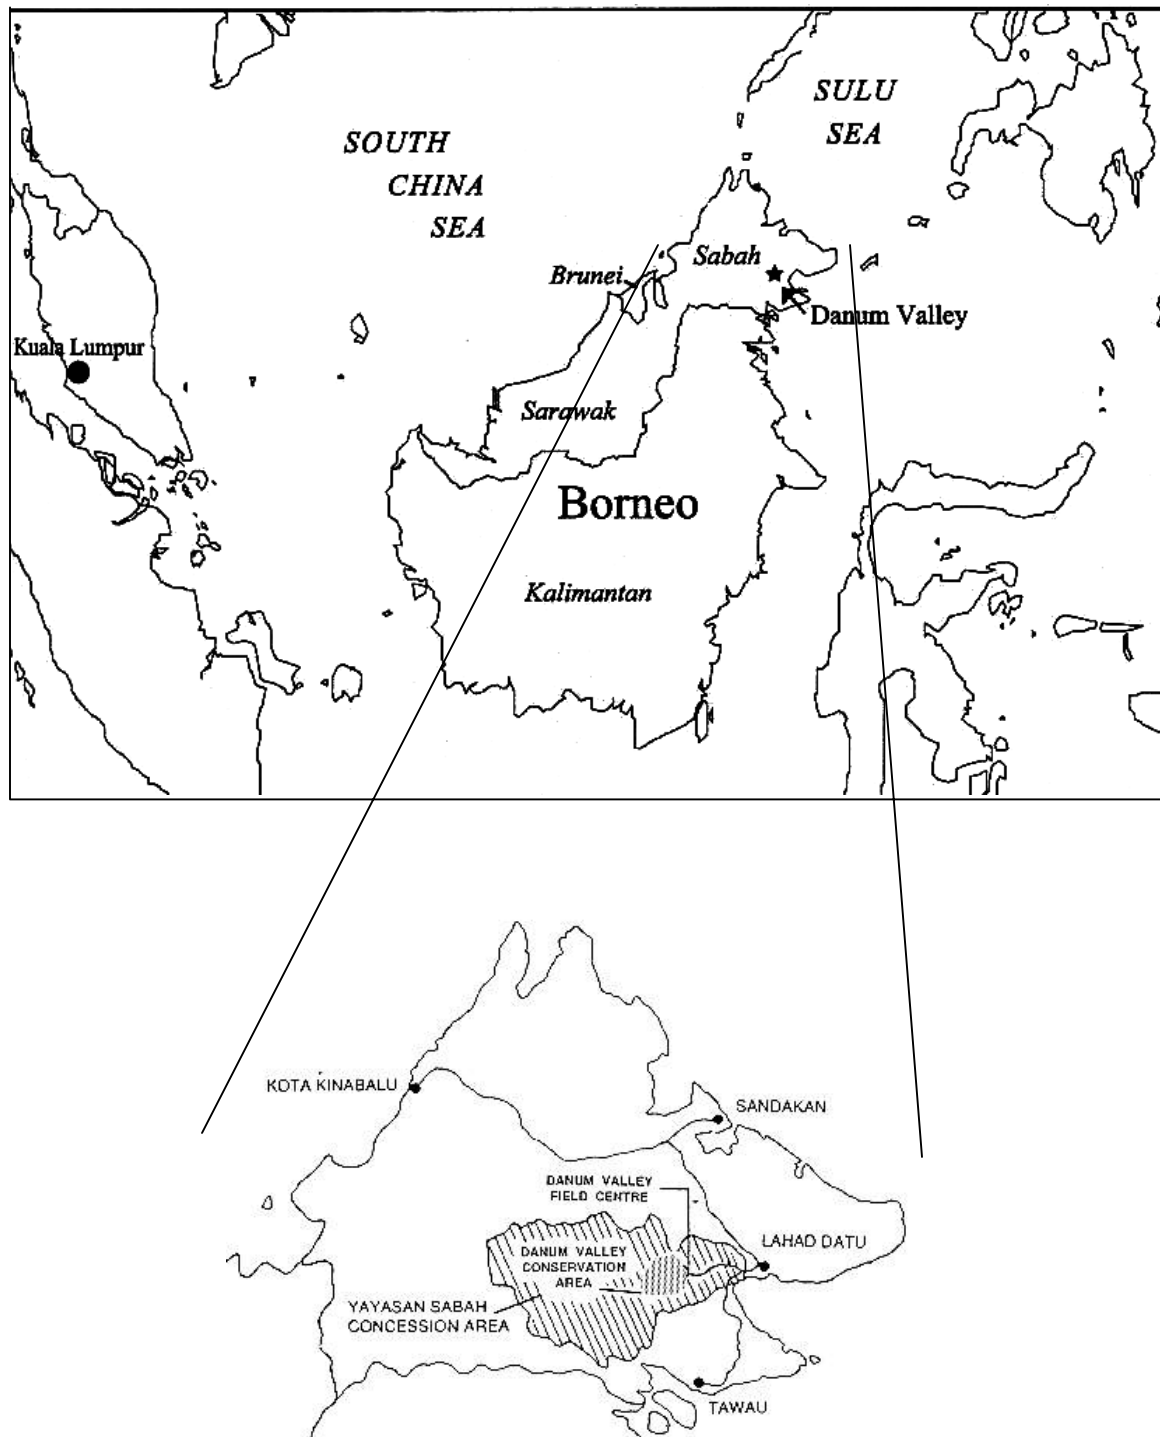 SULU
SEA
SOUTH
CHINA
SEA
Sabah
Brunei
Danum Valley
Kuala Lumpur
Sarawak
Borneo
Kalimantan
KOTA KINABALU
SANDAKAN
DANUM VALLEY
FIELD CENTRE
LAHAD DATU
DANUM VALLEY
CONSERVATION
AREA
YAYASAN SABAH
CONCESSION AREA
TAWAU